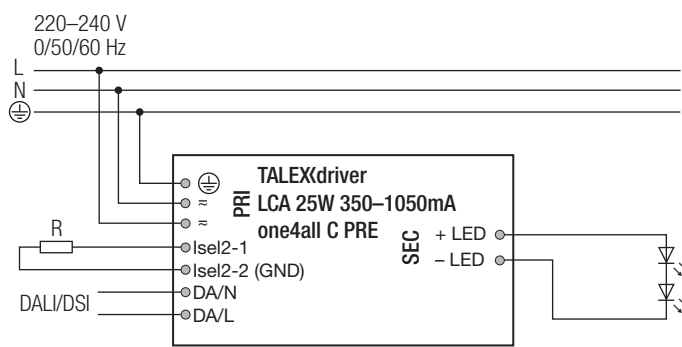 220–240 V
0/50/60 Hz
L
N
TALEXXdriver
LCA 25W 350–1050mA
one4all C PRE
PRI
SEC
≂
≂
R
Isel2-1
Isel2-2 (GND)
DALI/DSI
DA/N
DA/L
+ LED
– LED